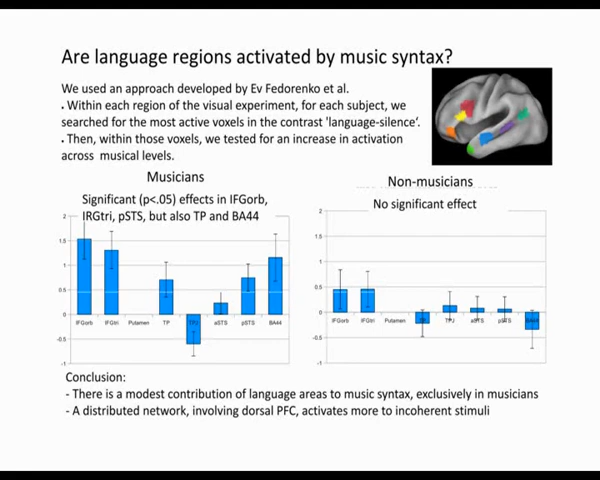 Are language regions activated by music syntax?
We used an approach developed by Ev Fedorenko et al.
• Within each region of the visual experiment, for each subject, we
searched for the most active voxels in the contrast 'language-silence'.
• Then, within those voxels, we tested for an increase in activation
across musical levels.
Musicians
Significant (p<.05) effects in IFGorb,
IRGtri, pSTS, but also TP and BA44
2
1.5
1
0.5
0
-0.5
-1
IFGorb IFGtri Putamen TP TPJ aSTS pSTS BA44
Non-musicians
No significant effect
2
1.5
1
0.5
0
-0.5
-1
IFGorb IFGtri Putamen TPJ aSTS pSTS
Conclusion:
- There is a modest contribution of language areas to music syntax, exclusively in musicians
- A distributed network, involving dorsal PFC, activates more to incoherent stimuli